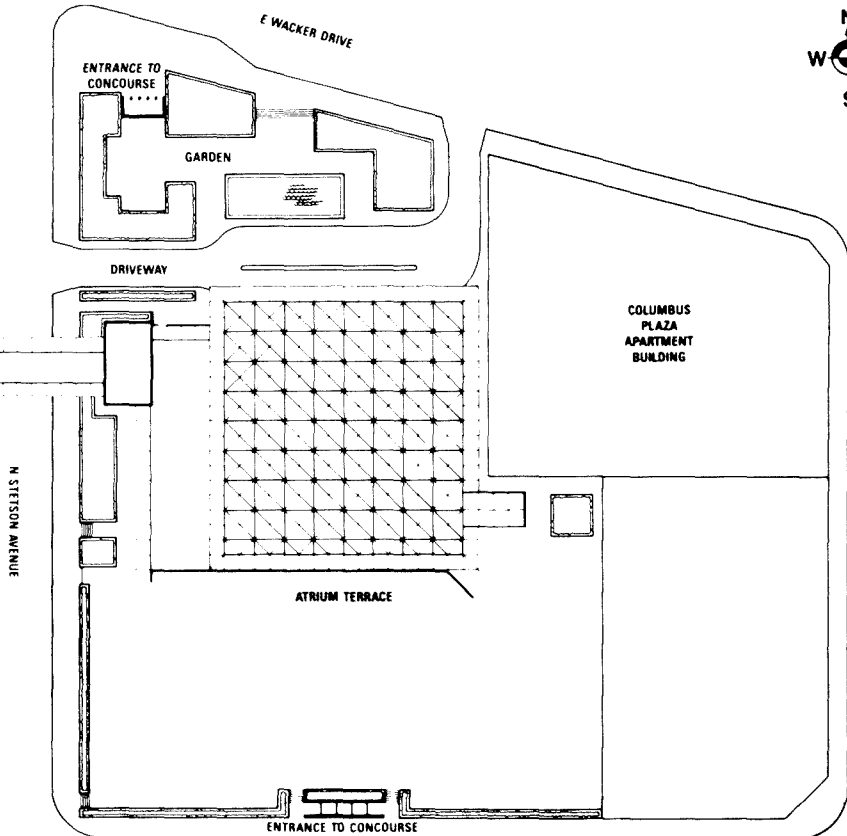 E WACKER DRIVE
N
W
S
ENTRANCE TO
CONCOURSE
GARDEN
DRIVEWAY
COLUMBUS
PLAZA
APARTMENT
BUILDING
N STETSON AVENUE
ATRIUM TERRACE
ENTRANCE TO CONCOURSE